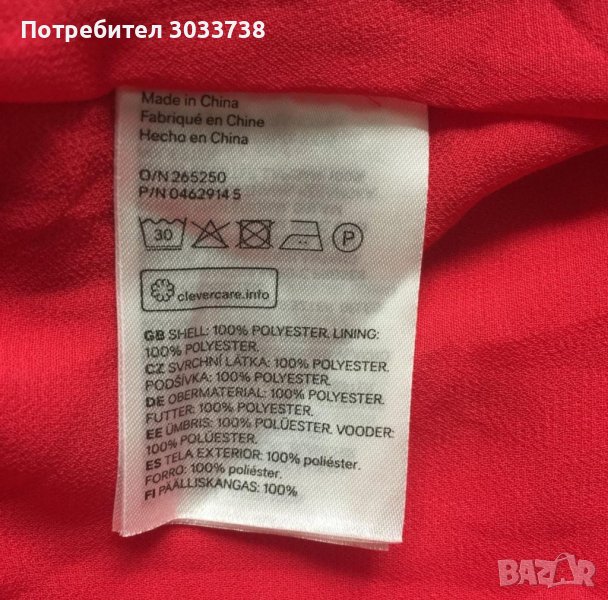 Потребител 3033738
Made in China
Fabriqué en Chine
Hecho en China
O/N 265250
P/N 0462914 5
30
P
clevercare.info
GB SHELL: 100% POLYESTER. LINING:
100% POLYESTER.
CZ SVRCHNÍ LÁTKA: 100% POLYESTER.
PODŠÍVKA: 100% POLYESTER.
DE OBERMATERIAL: 100% POLYESTER.
FUTTER: 100% POLYESTER.
EE ÜMBRIS: 100% POLÜESTER. VOODER:
100% POLÜESTER.
ES TELA EXTERIOR: 100% poliéster.
FORRO: 100% poliéster.
FI PÄÄLLISKANGAS: 100%
BAZAR